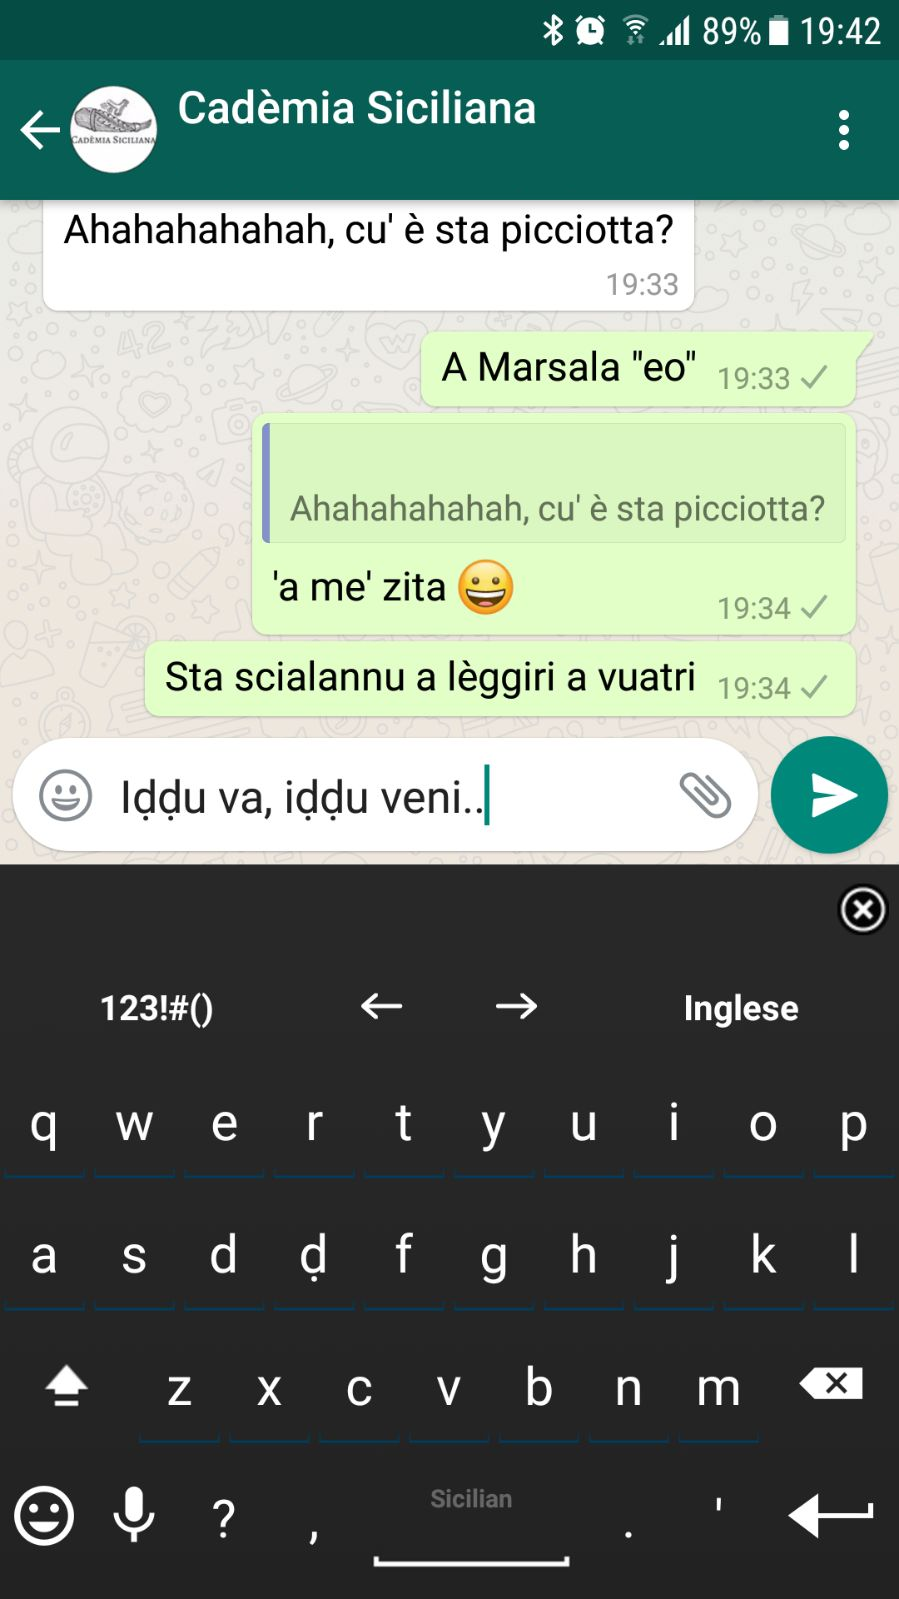 89% 19:42
Cadèmia Siciliana
CADÈMIA SICILIANA
Ahahahahahah, cu' è sta picciotta?
19:33
A Marsala "eo" 19:33
Ahahahahahah, cu' è sta picciotta?
'a me' zita 😀
19:34
Sta scialannu a lèggiri a vuatri 19:34
Iḍḍu va, iḍḍu veni..
123!#() ← → Inglese
q w e r t y u i o p
a s d ḍ f g h j k l
z x c v b n m
Sicilian
? , . '